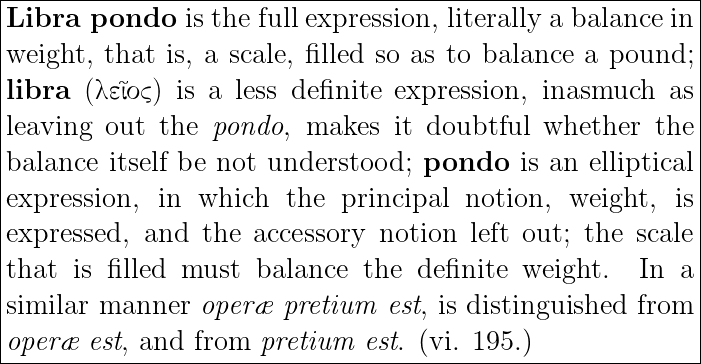 Libra pondo is the full expression, literally a balance in
weight, that is, a scale, filled so as to balance a pound;
libra (λεῖος) is a less definite expression, inasmuch as
leaving out the pondo, makes it doubtful whether the
balance itself be not understood; pondo is an elliptical
expression, in which the principal notion, weight, is
expressed, and the accessory notion left out; the scale
that is filled must balance the definite weight. In a
similar manner operæ pretium est, is distinguished from
operæ est, and from pretium est. (vi. 195.)